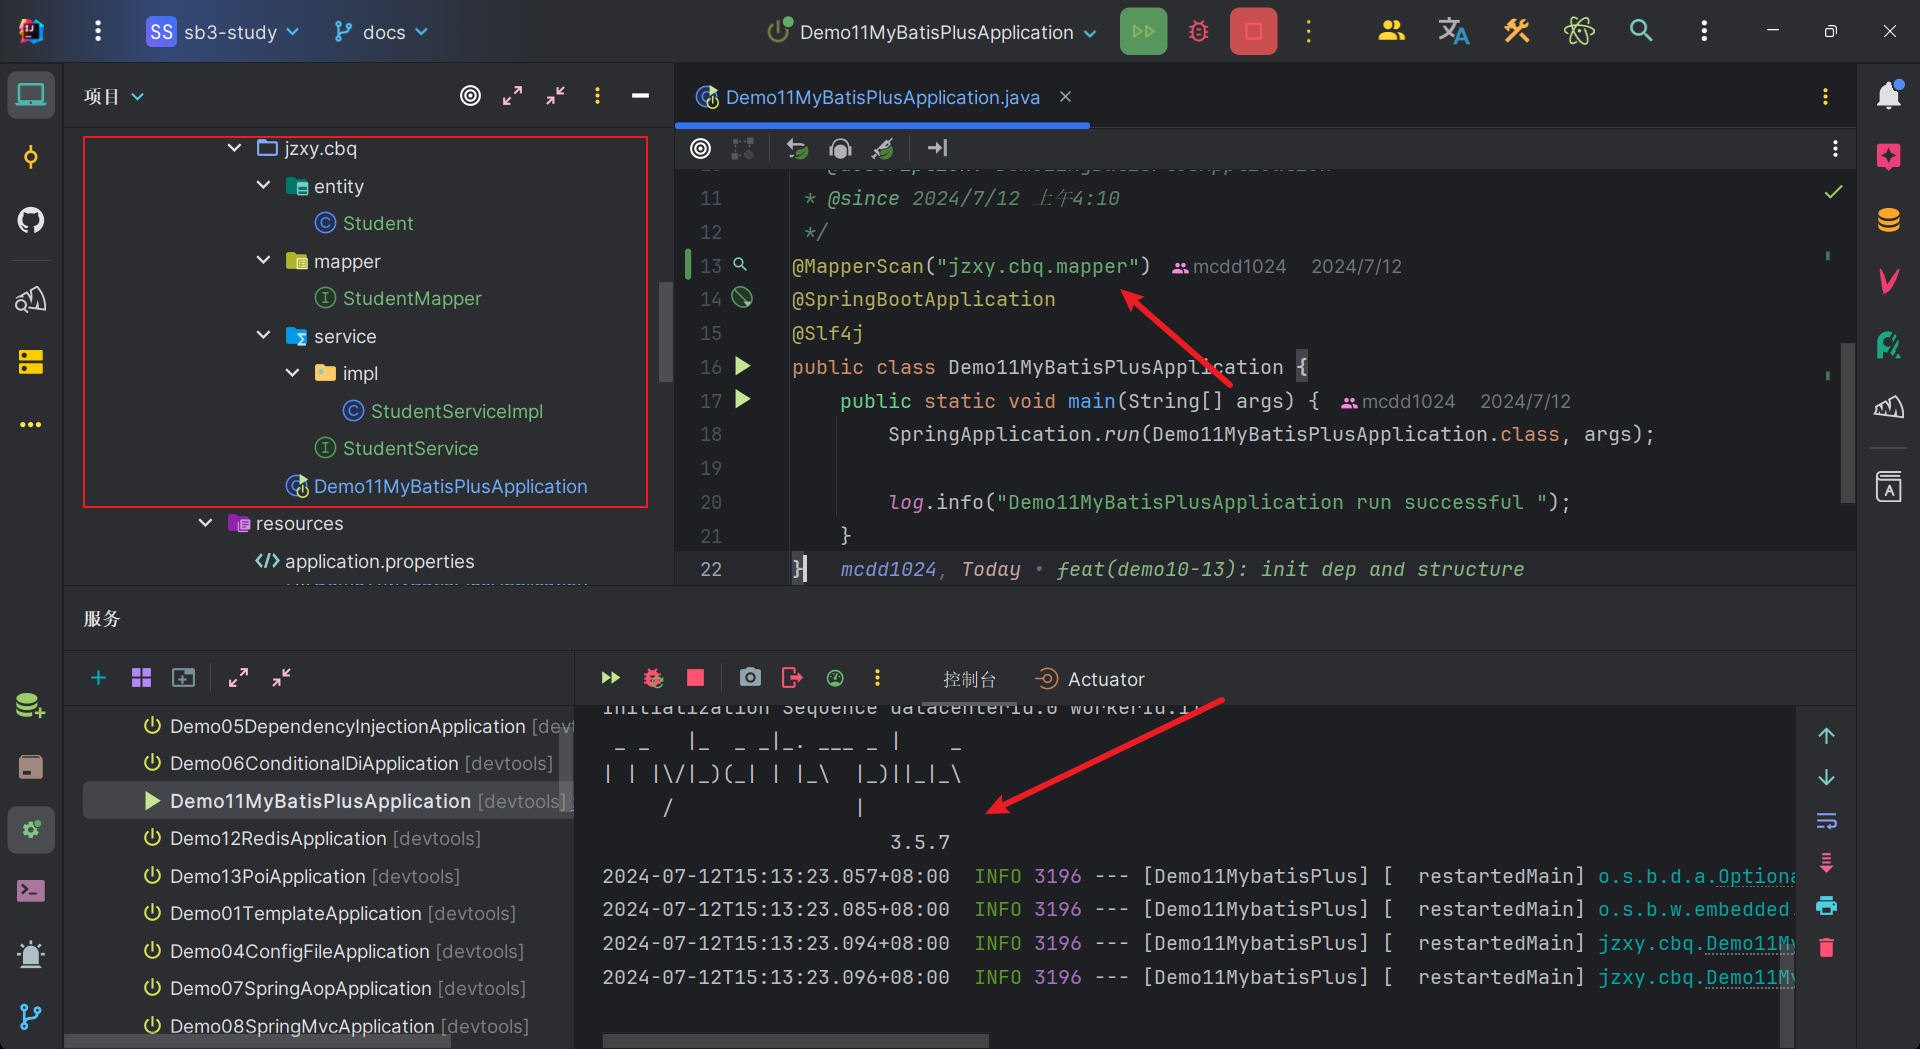 SS sb3-study
docs
Demo11MyBatisPlusApplication
项目
Demo11MyBatisPlusApplication.java
jzxy.cbq
entity
Student
mapper
StudentMapper
service
impl
StudentServiceImpl
StudentService
Demo11MyBatisPlusApplication
resources
application.properties
11 * @since 2024/7/12 上午4:10
12 */
13 @MapperScan("jzxy.cbq.mapper") mcdd1024 2024/7/12
14 @SpringBootApplication
15 @Slf4j
16 public class Demo11MyBatisPlusApplication {
17 public static void main(String[] args) { mcdd1024 2024/7/12
18 SpringApplication.run(Demo11MyBatisPlusApplication.class, args);
19
20 log.info("Demo11MyBatisPlusApplication run successful ");
21 }
22 } mcdd1024, Today • feat(demo10-13): init dep and structure
服务
控制台
Actuator
Demo05DependencyInjectionApplication [devt
Demo06ConditionalDiApplication [devtools]
Demo11MyBatisPlusApplication [devtools]
Demo12RedisApplication [devtools]
Demo13PoiApplication [devtools]
Demo01TemplateApplication [devtools]
Demo04ConfigFileApplication [devtools]
Demo07SpringAopApplication [devtools]
Demo08SpringMvcApplication [devtools]
Initialization Sequence datacenterId:0 workerId:1
 _ _   |_  _ _|_. ___ _ |    _
| | |\/|_)(_| | |_\  |_)||_|_\
     /               |
3.5.7
2024-07-12T15:13:23.057+08:00 INFO 3196 --- [Demo11MybatisPlus] [ restartedMain] o.s.b.d.a.Optiona
2024-07-12T15:13:23.085+08:00 INFO 3196 --- [Demo11MybatisPlus] [ restartedMain] o.s.b.w.embedded.
2024-07-12T15:13:23.094+08:00 INFO 3196 --- [Demo11MybatisPlus] [ restartedMain] jzxy.cbq.Demo11My
2024-07-12T15:13:23.096+08:00 INFO 3196 --- [Demo11MybatisPlus] [ restartedMain] jzxy.cbq.Demo11My